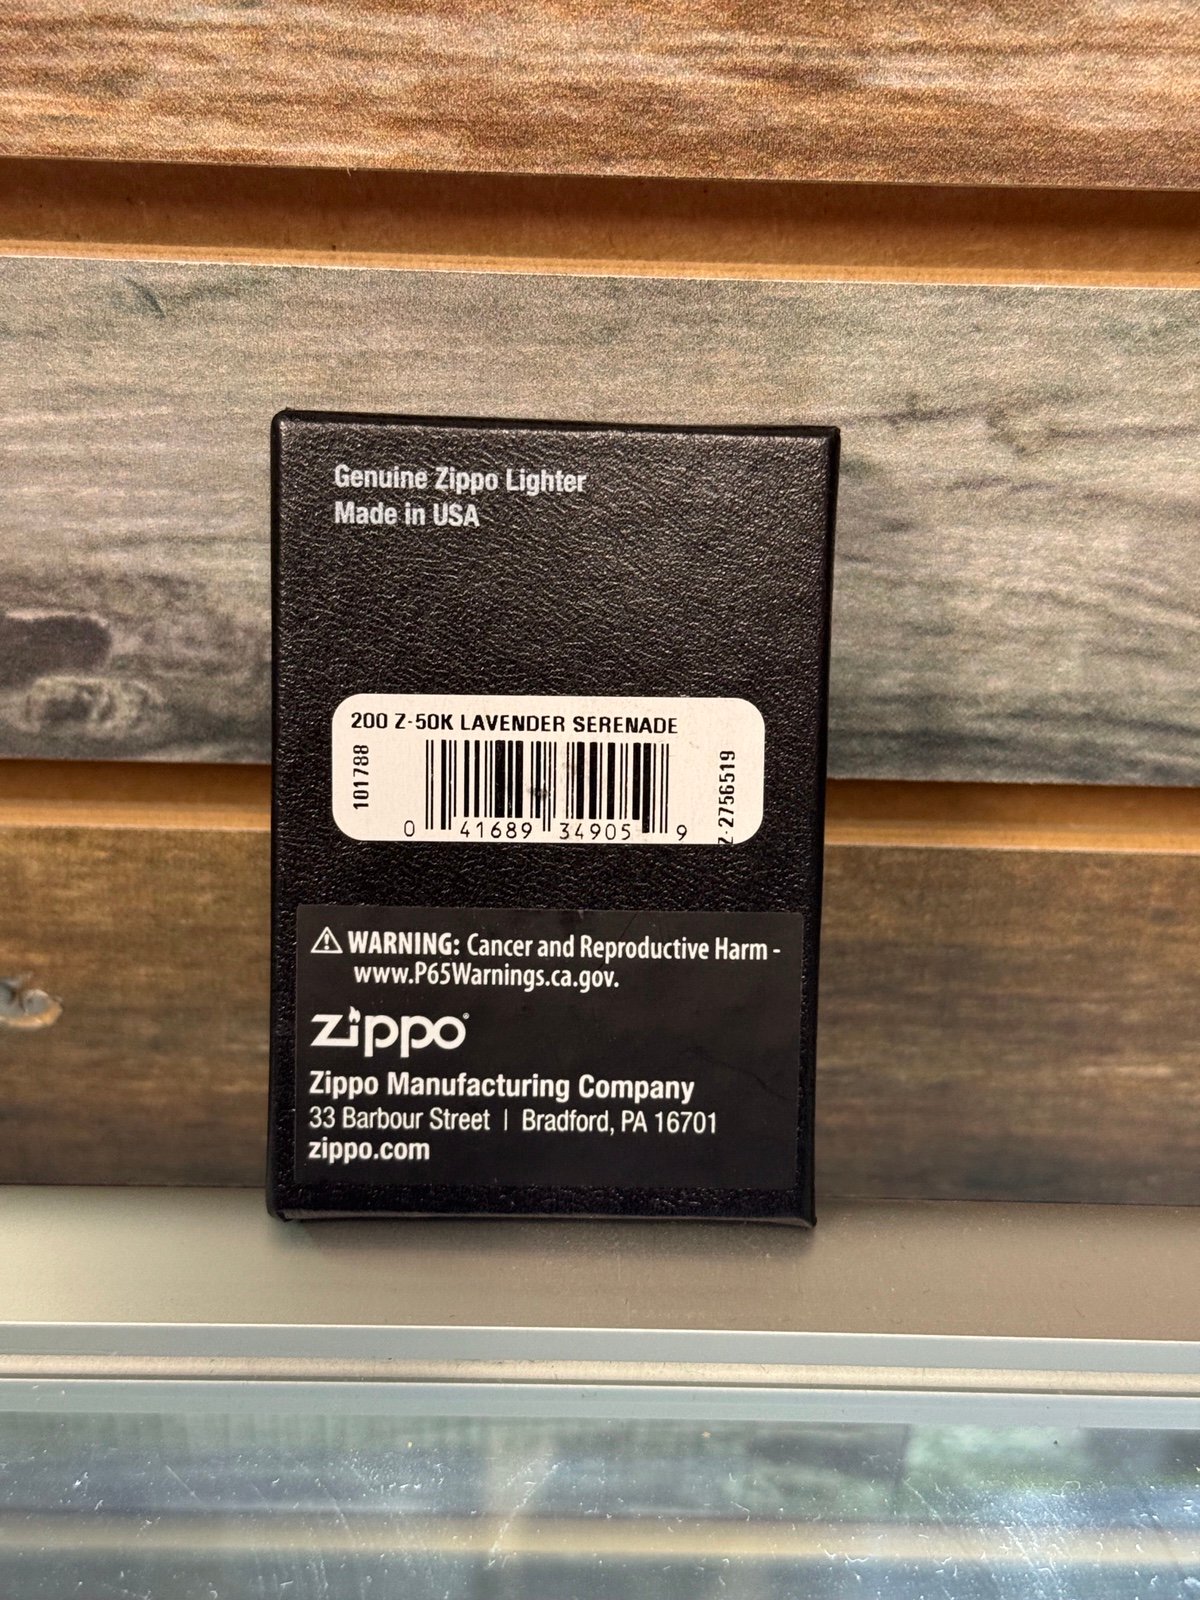 Genuine Zippo Lighter
Made in USA
200 Z-50K LAVENDER SERENADE
101788
0 41689 34905 9
Z-2756519
WARNING: Cancer and Reproductive Harm -
www.P65Warnings.ca.gov.
zippo®
Zippo Manufacturing Company
33 Barbour Street | Bradford, PA 16701
zippo.com